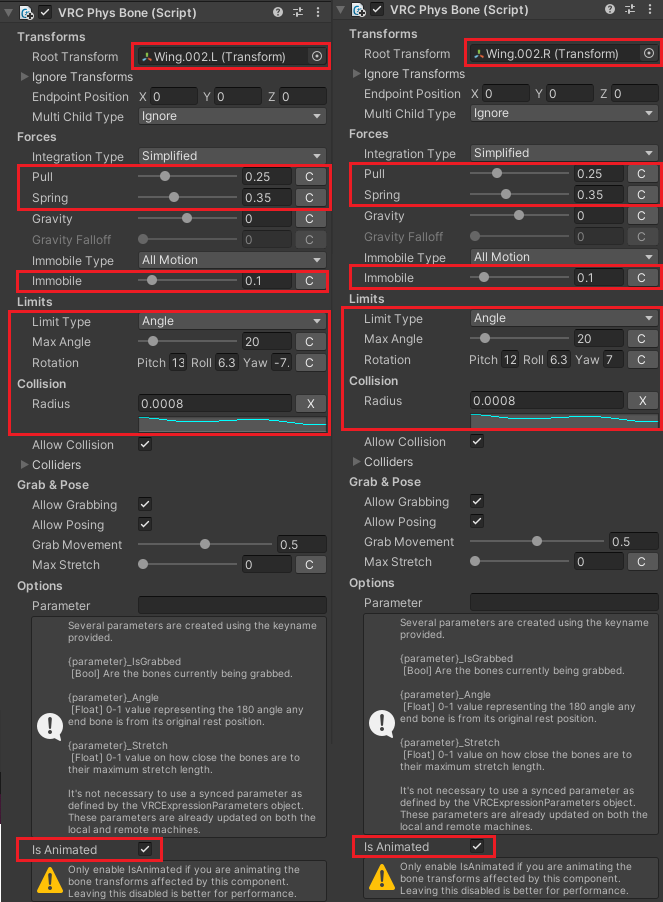 VRC Phys Bone (Script)
Transforms
Root Transform Wing.002.L (Transform)
Ignore Transforms
Endpoint Position X 0 Y 0 Z 0
Multi Child Type Ignore
Forces
Integration Type Simplified
Pull 0.25 C
Spring 0.35 C
Gravity 0 C
Gravity Falloff 0 C
Immobile Type All Motion
Immobile 0.1 C
Limits
Limit Type Angle
Max Angle 20 C
Rotation Pitch 13 Roll 6.3 Yaw -7. C
Collision
Radius 0.0008 X
Allow Collision
Colliders
Grab & Pose
Allow Grabbing
Allow Posing
Grab Movement 0.5
Max Stretch 0 C
Options
Parameter
Several parameters are created using the keyname
provided.
{parameter}_IsGrabbed
[Bool] Are the bones currently being grabbed.
{parameter}_Angle
[Float] 0-1 value representing the 180 angle any
end bone is from its original rest position.
{parameter}_Stretch
[Float] 0-1 value on how close the bones are to
their maximum stretch length.
It's not necessary to use a synced parameter as
defined by the VRCExpressionParameters object.
These parameters are already updated on both the
local and remote machines.
Is Animated
Only enable IsAnimated if you are animating the
bone transforms affected by this component.
Leaving this disabled is better for performance.
VRC Phys Bone (Script)
Transforms
Root Transform Wing.002.R (Transform)
Ignore Transforms
Endpoint Position X 0 Y 0 Z 0
Multi Child Type Ignore
Forces
Integration Type Simplified
Pull 0.25 C
Spring 0.35 C
Gravity 0 C
Gravity Falloff 0 C
Immobile Type All Motion
Immobile 0.1 C
Limits
Limit Type Angle
Max Angle 20 C
Rotation Pitch 12 Roll 6.3 Yaw 7 C
Collision
Radius 0.0008 X
Allow Collision
Colliders
Grab & Pose
Allow Grabbing
Allow Posing
Grab Movement 0.5
Max Stretch 0 C
Options
Parameter
Several parameters are created using the keyname
provided.
{parameter}_IsGrabbed
[Bool] Are the bones currently being grabbed.
{parameter}_Angle
[Float] 0-1 value representing the 180 angle any
end bone is from its original rest position.
{parameter}_Stretch
[Float] 0-1 value on how close the bones are to
their maximum stretch length.
It's not necessary to use a synced parameter as
defined by the VRCExpressionParameters object.
These parameters are already updated on both the
local and remote machines.
Is Animated
Only enable IsAnimated if you are animating the
bone transforms affected by this component.
Leaving this disabled is better for performance.